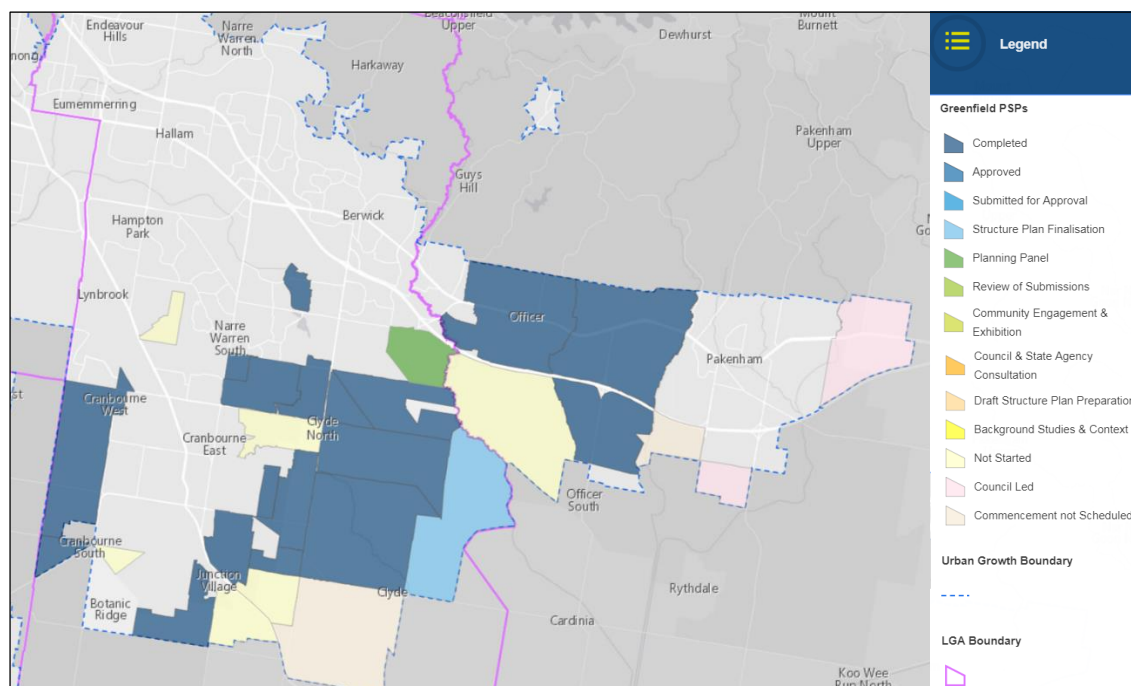 Beaconsfield
Upper
Mount
Burnett
Endeavour
Hills
Narre
Warren
North
Dewhurst
Harkaway
Eumemmerring
Hallam
Pakenham
Upper
Guys
Hill
Berwick
Hampton
Park
Lynbrook
Officer
Narre
Warren
South
Pakenham
Cranbourne
West
Clyde
North
Cranbourne
East
Officer
South
Cranbourne
South
Junction
Village
Clyde
Rythdale
Botanic
Ridge
Cardinia
Koo Wee
Rup North
Legend
Greenfield PSPs
Completed
Approved
Submitted for Approval
Structure Plan Finalisation
Planning Panel
Review of Submissions
Community Engagement &
Exhibition
Council & State Agency
Consultation
Draft Structure Plan Preparation
Background Studies & Context
Not Started
Council Led
Commencement not Scheduled
Urban Growth Boundary
LGA Boundary